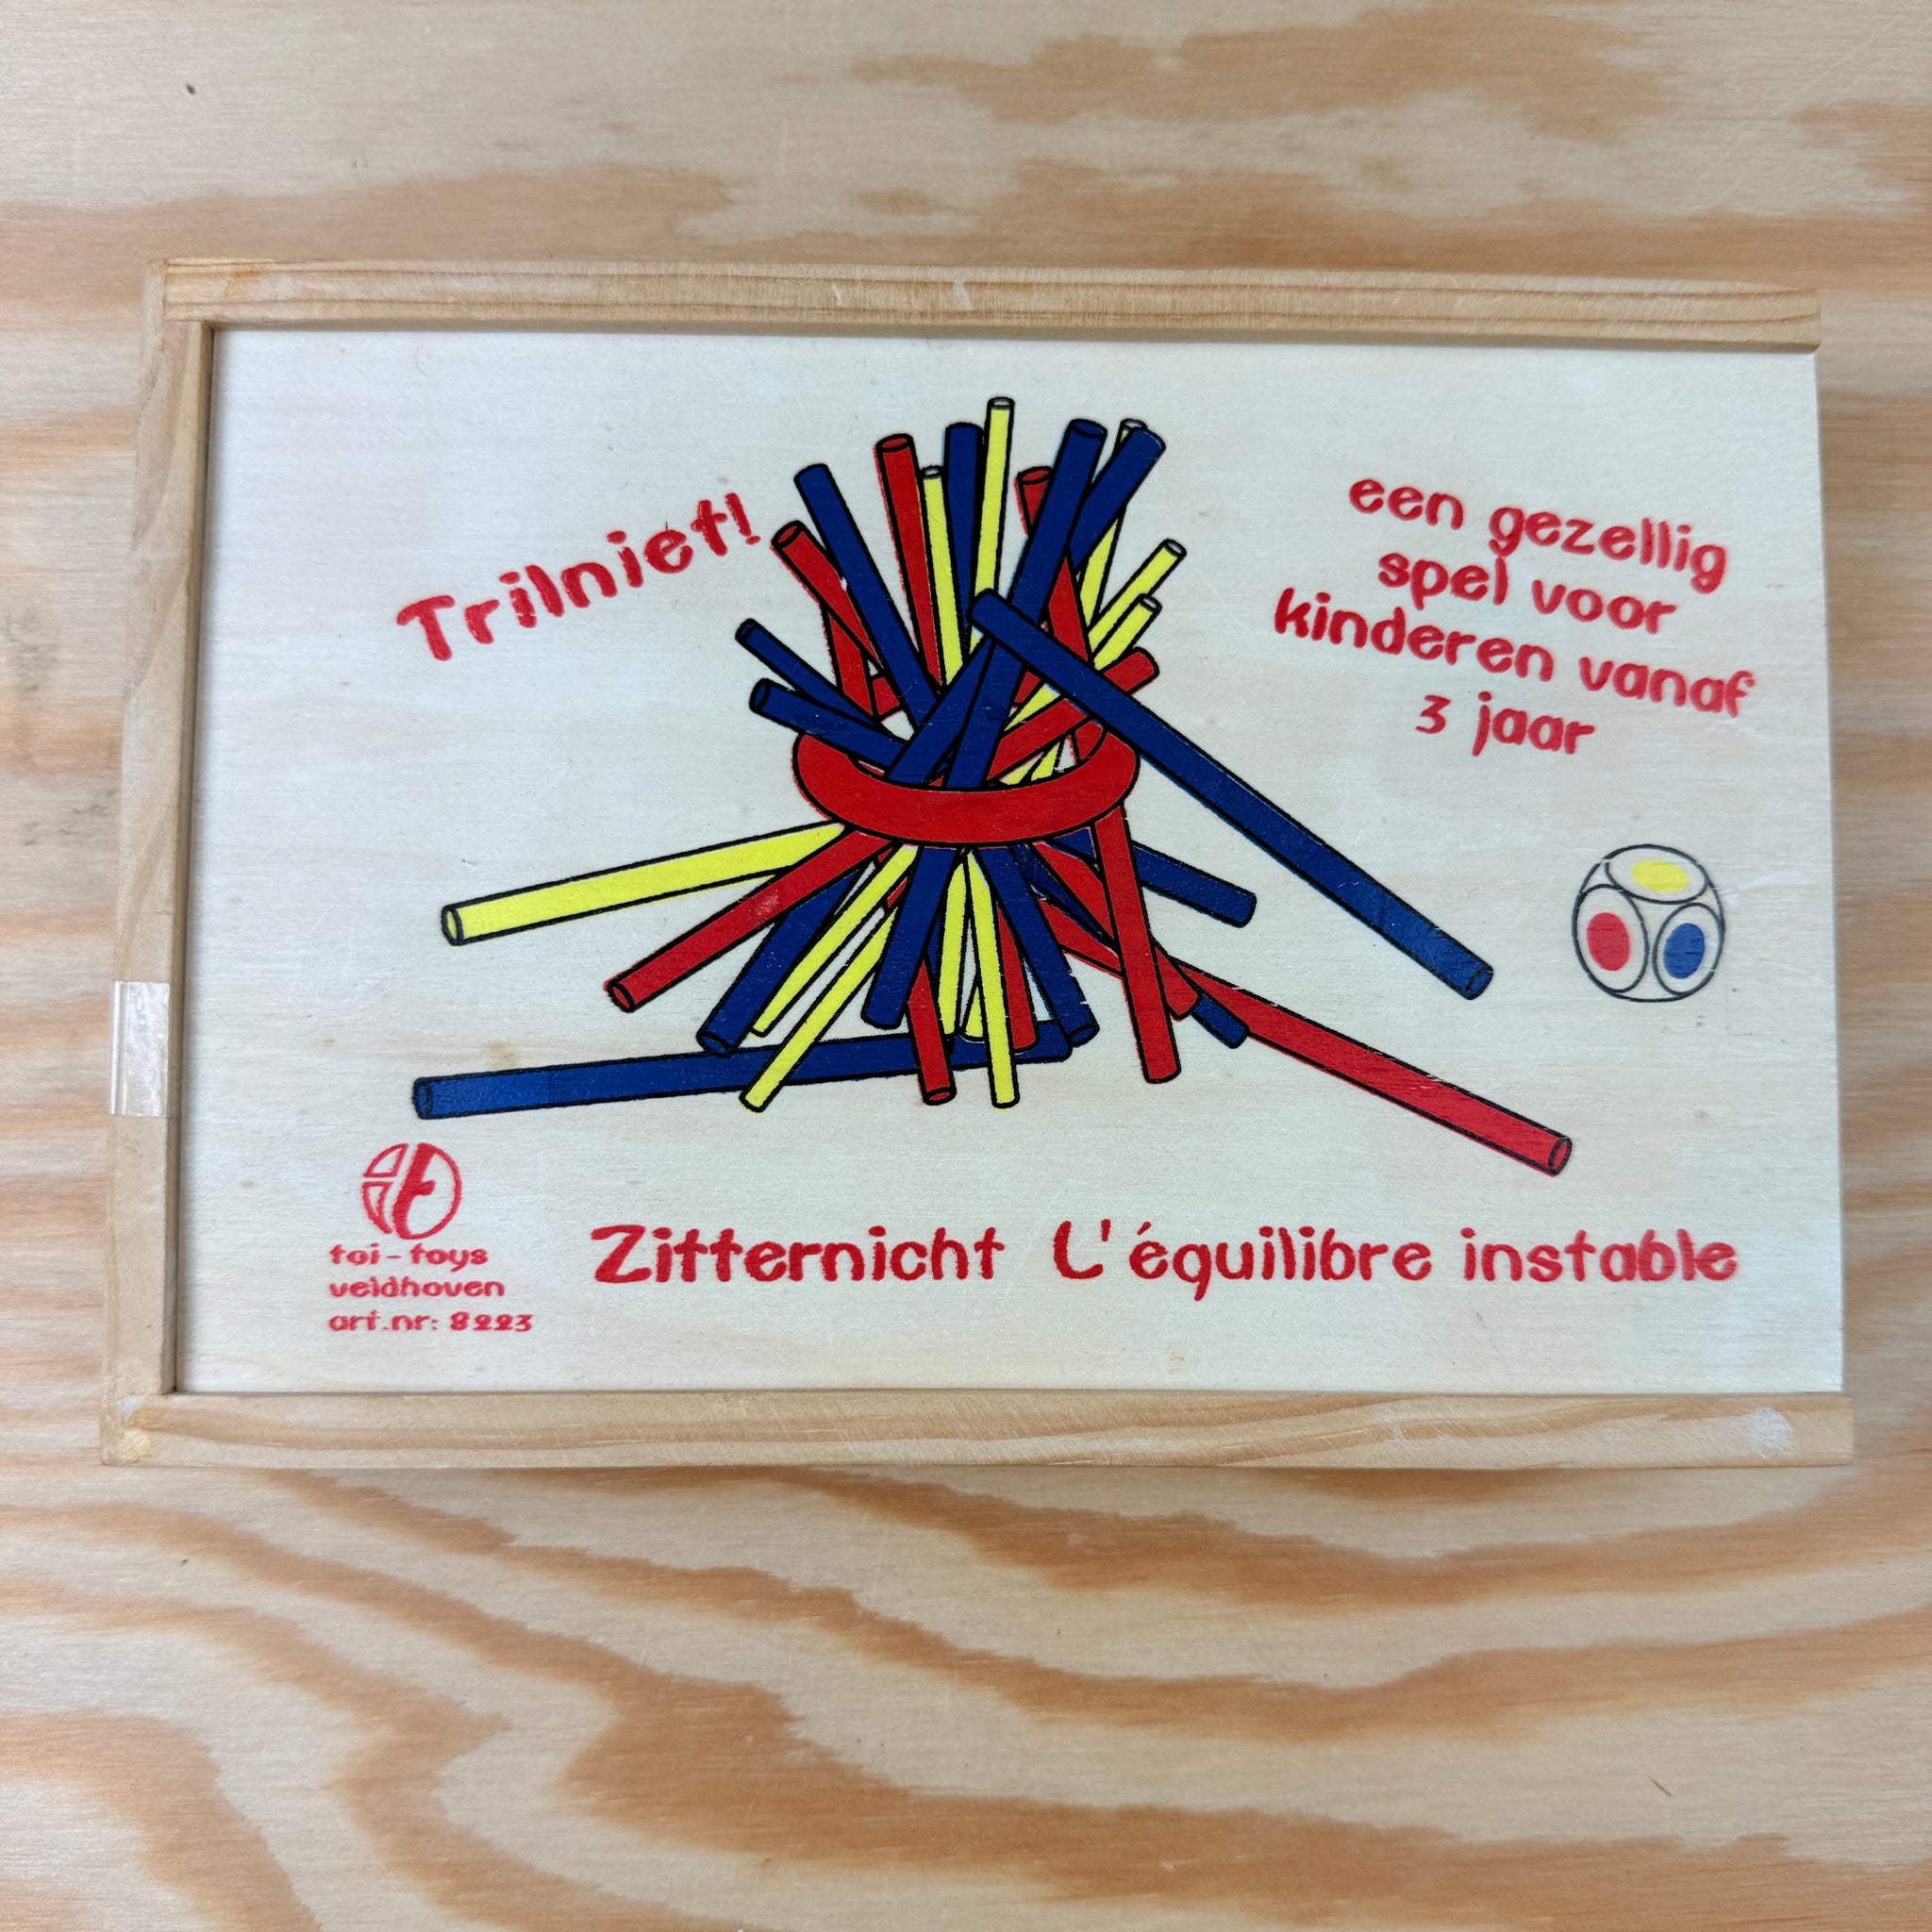 Trilniet!
een gezellig
spel voor
kinderen vanaf
3 jaar
toi-toys
veldhoven
art.nr: 8223
Zitternicht L'équilibre instable